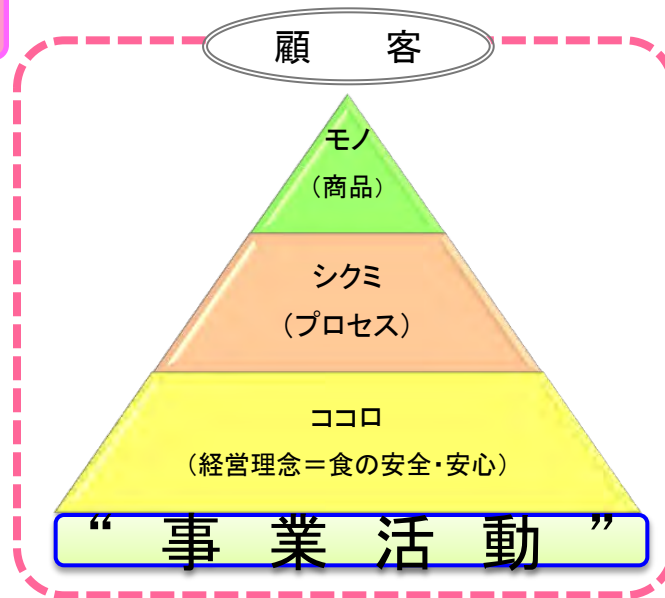 顧 客
モノ
(商品)
シクミ
(プロセス)
ココロ
(経営理念=食の安全・安心)
“ 事 業 活 動 ”